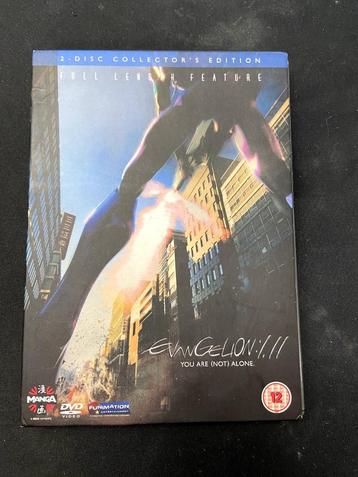 2-DISC COLLECTOR'S EDITION
FULL LENGTH FEATURE
EVANGELION:1.11
YOU ARE (NOT) ALONE.
MANGA
DVD
VIDEO
FUNIMATION
ENTERTAINMENT
12